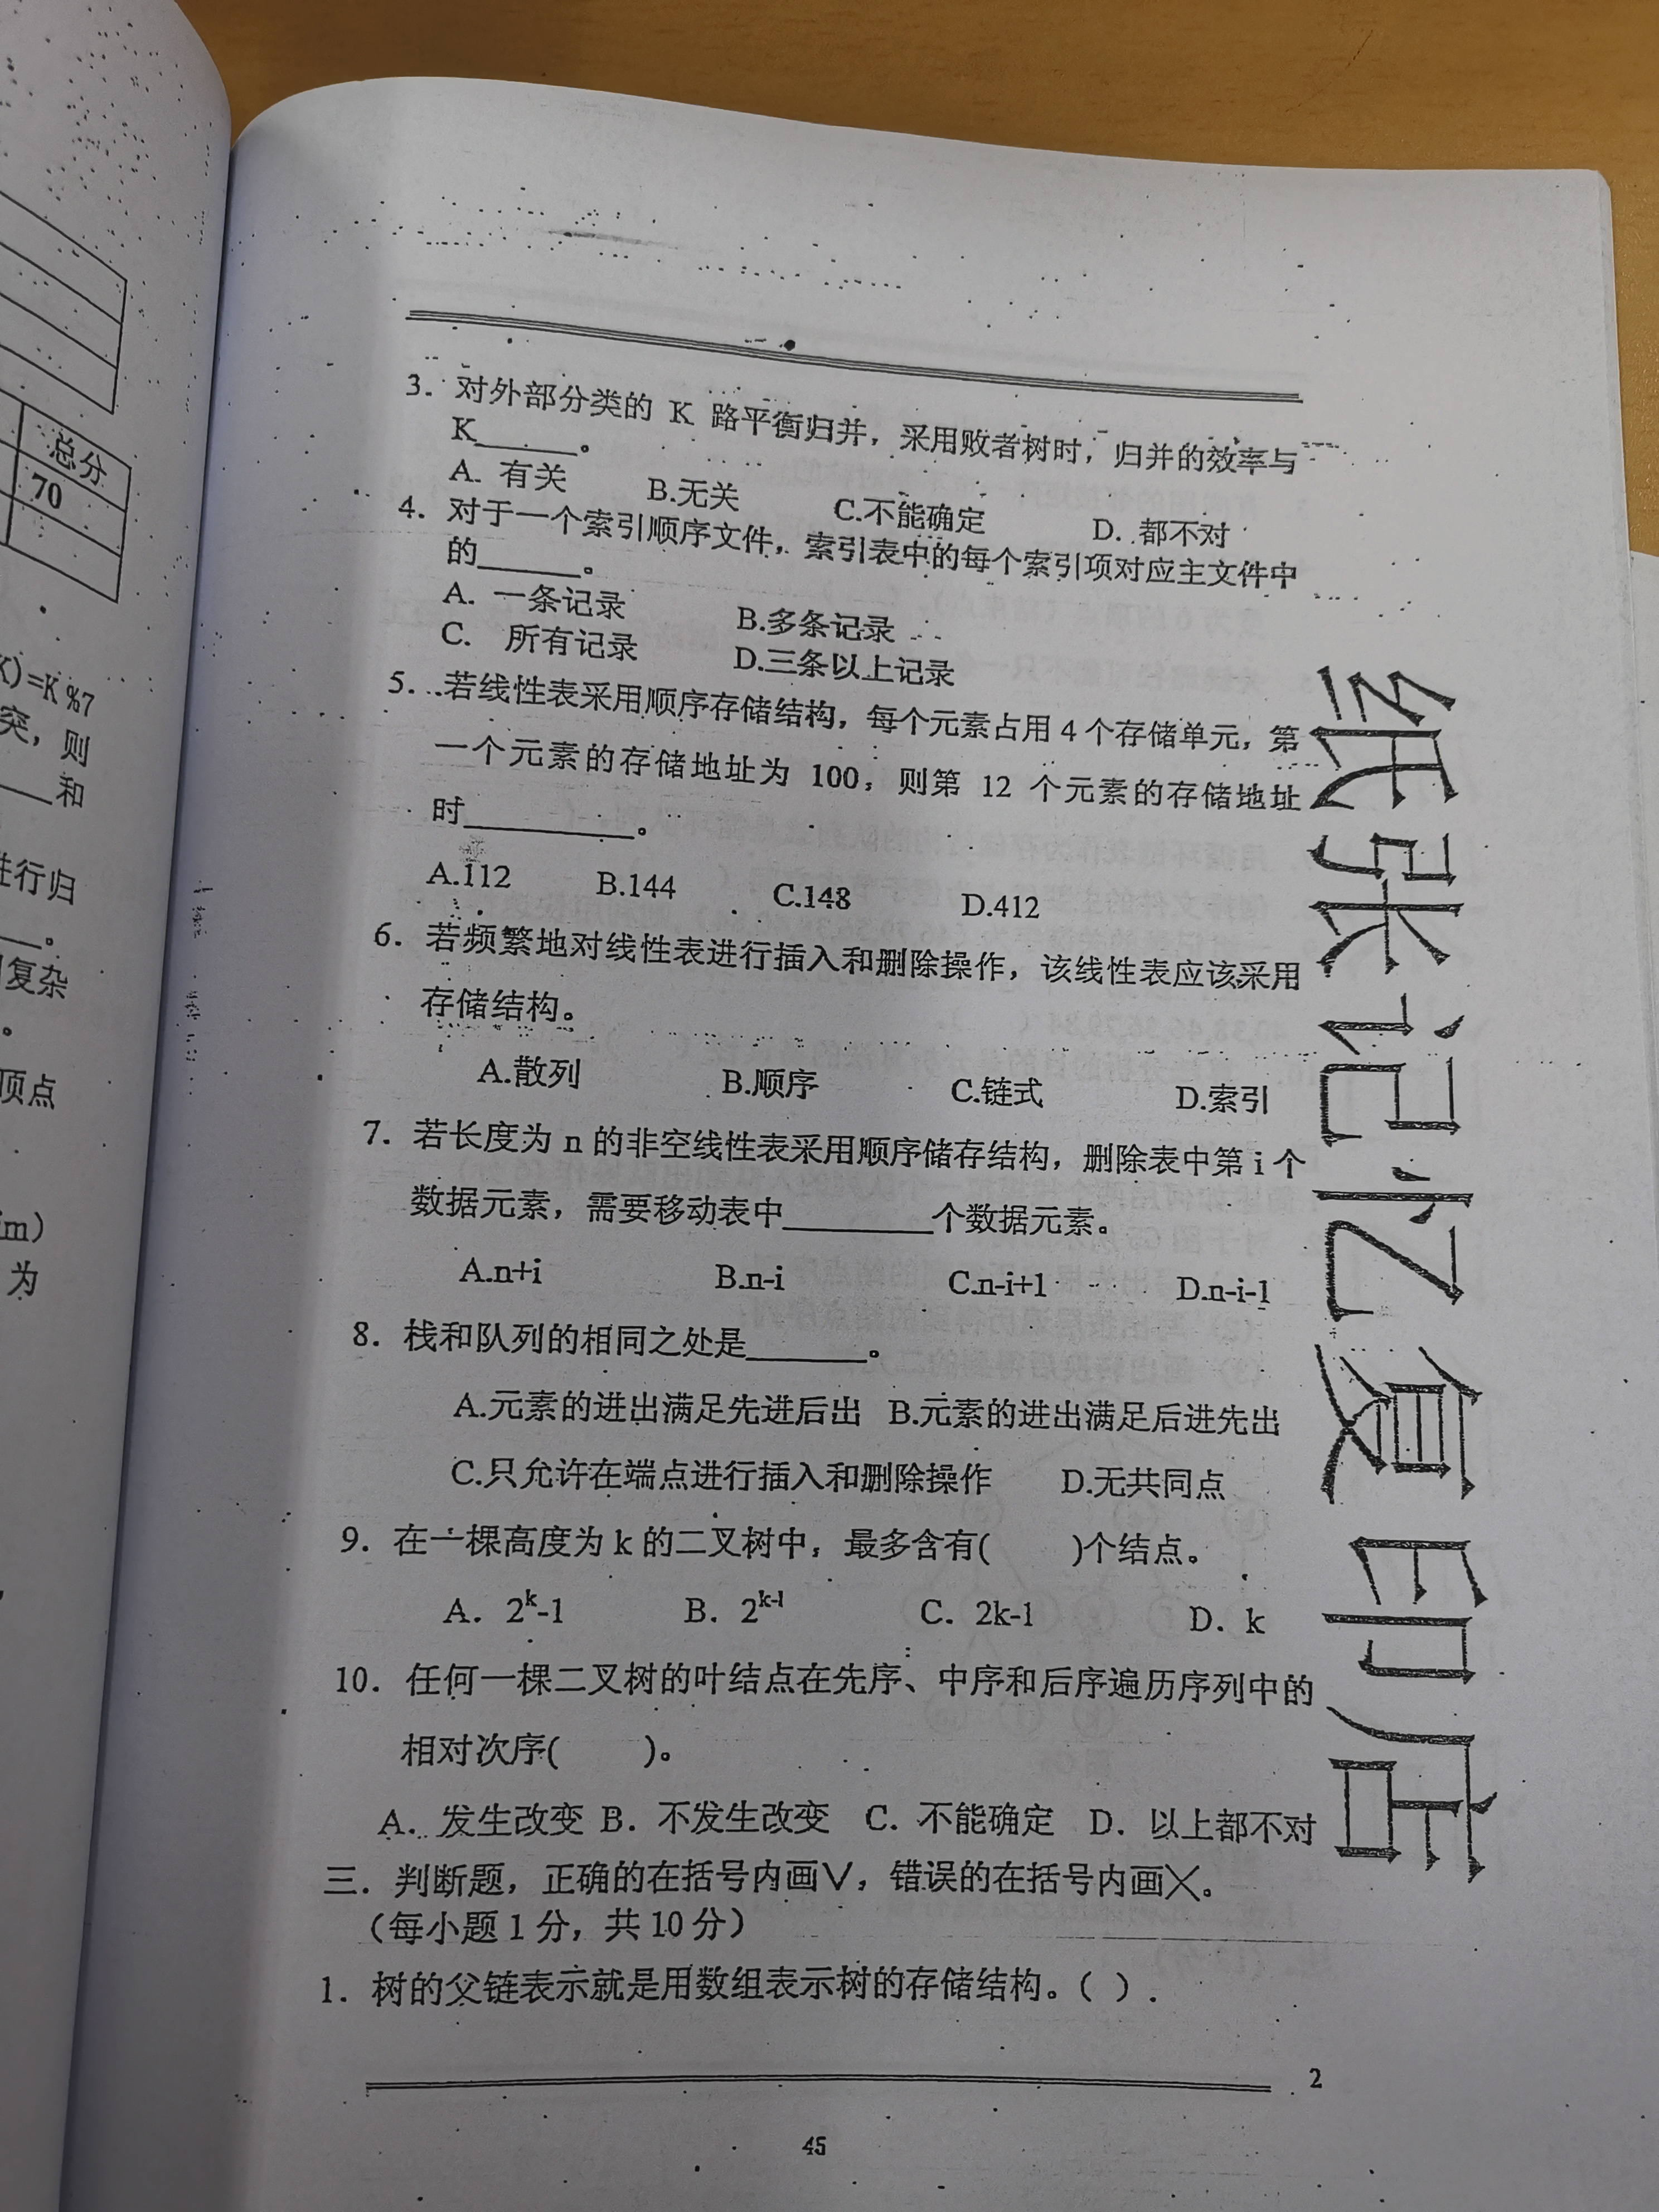 总分
70
K)=K%7
突，则
和
性行归
。
复杂
。
顶点
im)
为
3. 对外部分类的 K 路平衡归并，采用败者树时，归并的效率与
K______。
A. 有关 B.无关 C.不能确定 D. 都不对
4. 对于一个索引顺序文件，索引表中的每个索引项对应主文件中
的______。
A. 一条记录 B.多条记录
C. 所有记录 D.三条以上记录
5. 若线性表采用顺序存储结构，每个元素占用 4 个存储单元，第
一个元素的存储地址为 100，则第 12 个元素的存储地址
时__________。
A.112 B.144 C.148 D.412
6. 若频繁地对线性表进行插入和删除操作，该线性表应该采用
存储结构。
A.散列 B.顺序 C.链式 D.索引
7. 若长度为 n 的非空线性表采用顺序储存结构，删除表中第 i 个
数据元素，需要移动表中________个数据元素。
A.n+i B.n-i C.n-i+1 D.n-i-1
8. 栈和队列的相同之处是_______。
A.元素的进出满足先进后出 B.元素的进出满足后进先出
C.只允许在端点进行插入和删除操作 D.无共同点
9. 在一棵高度为 k 的二叉树中，最多含有( )个结点。
A. 2^k-1 B. 2^k-1 C. 2k-1 D. k
10. 任何一棵二叉树的叶结点在先序、中序和后序遍历序列中的
相对次序( )。
A. 发生改变 B. 不发生改变 C. 不能确定 D. 以上都不对
三. 判断题，正确的在括号内画√，错误的在括号内画╳。
（每小题 1 分，共 10 分）
1. 树的父链表示就是用数组表示树的存储结构。( ).
2
45
纸张记忆复印店